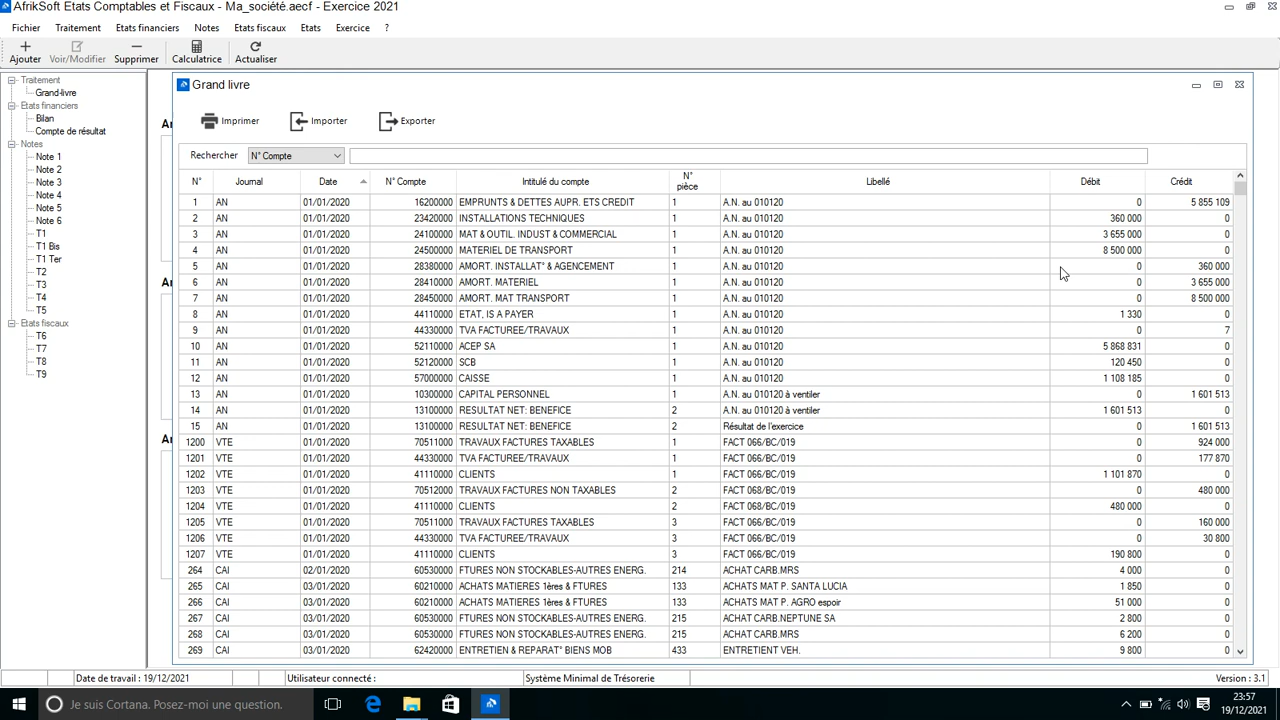 AfrikSoft Etats Comptables et Fiscaux - Ma_société.aecf - Exercice 2021
Fichier Traitement Etats financiers Notes Etats fiscaux Etats Exercice ?
Ajouter Voir/Modifier Supprimer Calculatrice Actualiser
Traitement
Grand-livre
Etats financiers
Bilan
Compte de résultat
Notes
Note 1
Note 2
Note 3
Note 4
Note 5
Note 6
T1
T1 Bis
T1 Ter
T2
T3
T4
T5
Etats fiscaux
T6
T7
T8
T9
Grand livre
Imprimer Importer Exporter
Rechercher N° Compte
N° Journal Date N° Compte Intitulé du compte N° pièce Libellé Débit Crédit
1 AN 01/01/2020 16200000 EMPRUNTS & DETTES AUPR. ETS CREDIT 1 A.N. au 010120 0 5 855 109
2 AN 01/01/2020 23420000 INSTALLATIONS TECHNIQUES 1 A.N. au 010120 360 000 0
3 AN 01/01/2020 24100000 MAT & OUTIL. INDUST & COMMERCIAL 1 A.N. au 010120 3 655 000 0
4 AN 01/01/2020 24500000 MATERIEL DE TRANSPORT 1 A.N. au 010120 8 500 000 0
5 AN 01/01/2020 28380000 AMORT. INSTALLAT° & AGENCEMENT 1 A.N. au 010120 0 360 000
6 AN 01/01/2020 28410000 AMORT. MATERIEL 1 A.N. au 010120 0 3 655 000
7 AN 01/01/2020 28450000 AMORT. MAT TRANSPORT 1 A.N. au 010120 0 8 500 000
8 AN 01/01/2020 44110000 ETAT, IS A PAYER 1 A.N. au 010120 1 330 0
9 AN 01/01/2020 44330000 TVA FACTUREE/TRAVAUX 1 A.N. au 010120 0 7
10 AN 01/01/2020 52110000 ACEP SA 1 A.N. au 010120 5 868 831 0
11 AN 01/01/2020 52120000 SCB 1 A.N. au 010120 120 450 0
12 AN 01/01/2020 57000000 CAISSE 1 A.N. au 010120 1 108 185 0
13 AN 01/01/2020 10300000 CAPITAL PERSONNEL 1 A.N. au 010120 à ventiler 0 1 601 513
14 AN 01/01/2020 13100000 RESULTAT NET: BENEFICE 2 A.N. au 010120 à ventiler 1 601 513 0
15 AN 01/01/2020 13100000 RESULTAT NET: BENEFICE 2 Résultat de l'exercice 0 1 601 513
1200 VTE 01/01/2020 70511000 TRAVAUX FACTURES TAXABLES 1 FACT 066/BC/019 0 924 000
1201 VTE 01/01/2020 44330000 TVA FACTUREE/TRAVAUX 1 FACT 066/BC/019 0 177 870
1202 VTE 01/01/2020 41110000 CLIENTS 1 FACT 066/BC/019 1 101 870 0
1203 VTE 01/01/2020 70512000 TRAVAUX FACTURES NON TAXABLES 2 FACT 068/BC/019 0 480 000
1204 VTE 01/01/2020 41110000 CLIENTS 2 FACT 068/BC/019 480 000 0
1205 VTE 01/01/2020 70511000 TRAVAUX FACTURES TAXABLES 3 FACT 066/BC/019 0 160 000
1206 VTE 01/01/2020 44330000 TVA FACTUREE/TRAVAUX 3 FACT 066/BC/019 0 30 800
1207 VTE 01/01/2020 41110000 CLIENTS 3 FACT 066/BC/019 190 800 0
264 CAI 02/01/2020 60530000 FTURES NON STOCKABLES-AUTRES ENERG. 214 ACHAT CARB.MRS 4 000 0
265 CAI 03/01/2020 60210000 ACHATS MATIERES 1ères & FTURES 133 ACHATS MAT P. SANTA LUCIA 1 850 0
266 CAI 03/01/2020 60210000 ACHATS MATIERES 1ères & FTURES 133 ACHATS MAT P. AGRO espoir 51 000 0
267 CAI 03/01/2020 60530000 FTURES NON STOCKABLES-AUTRES ENERG. 215 ACHAT CARB.NEPTUNE SA 2 800 0
268 CAI 03/01/2020 60530000 FTURES NON STOCKABLES-AUTRES ENERG. 215 ACHAT CARB.MRS 6 200 0
269 CAI 03/01/2020 62420000 ENTRETIEN & REPARAT° BIENS MOB 433 ENTRETIENT VEH. 9 800 0
Date de travail : 19/12/2021 Utilisateur connecté : Système Minimal de Trésorerie Version : 3.1
Je suis Cortana. Posez-moi une question.
23:57
19/12/2021